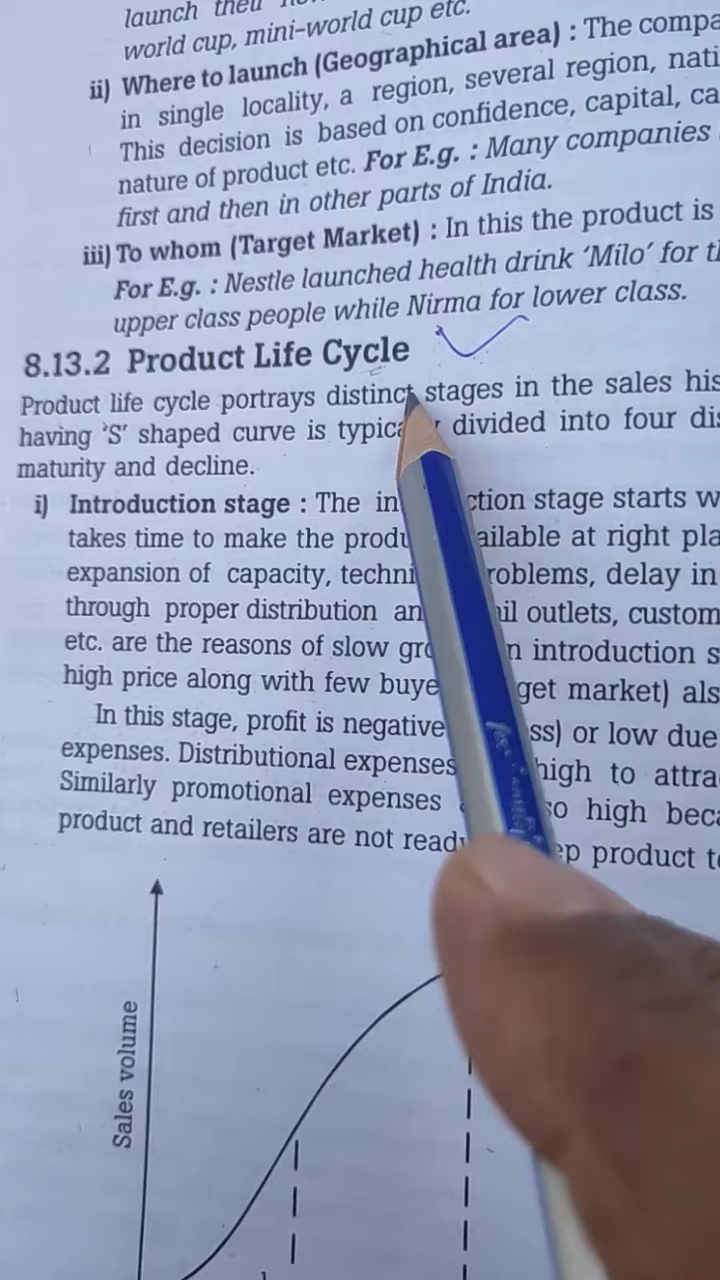 launch their
world cup, mini-world cup etc.
ii) Where to launch (Geographical area) : The compa
in single locality, a region, several region, nati
This decision is based on confidence, capital, ca
nature of product etc. For E.g. : Many companies
first and then in other parts of India.
iii) To whom (Target Market) : In this the product is
For E.g. : Nestle launched health drink 'Milo' for t
upper class people while Nirma for lower class.
8.13.2 Product Life Cycle
Product life cycle portrays distinct stages in the sales his
having 'S' shaped curve is typica divided into four dis
maturity and decline.
i) Introduction stage : The in ction stage starts w
takes time to make the produ ailable at right pla
expansion of capacity, techni roblems, delay in
through proper distribution an il outlets, custom
etc. are the reasons of slow gro n introduction s
high price along with few buye get market) als
In this stage, profit is negative ss) or low due
expenses. Distributional expenses high to attra
Similarly promotional expenses so high beca
product and retailers are not ready ep product to
Sales volume